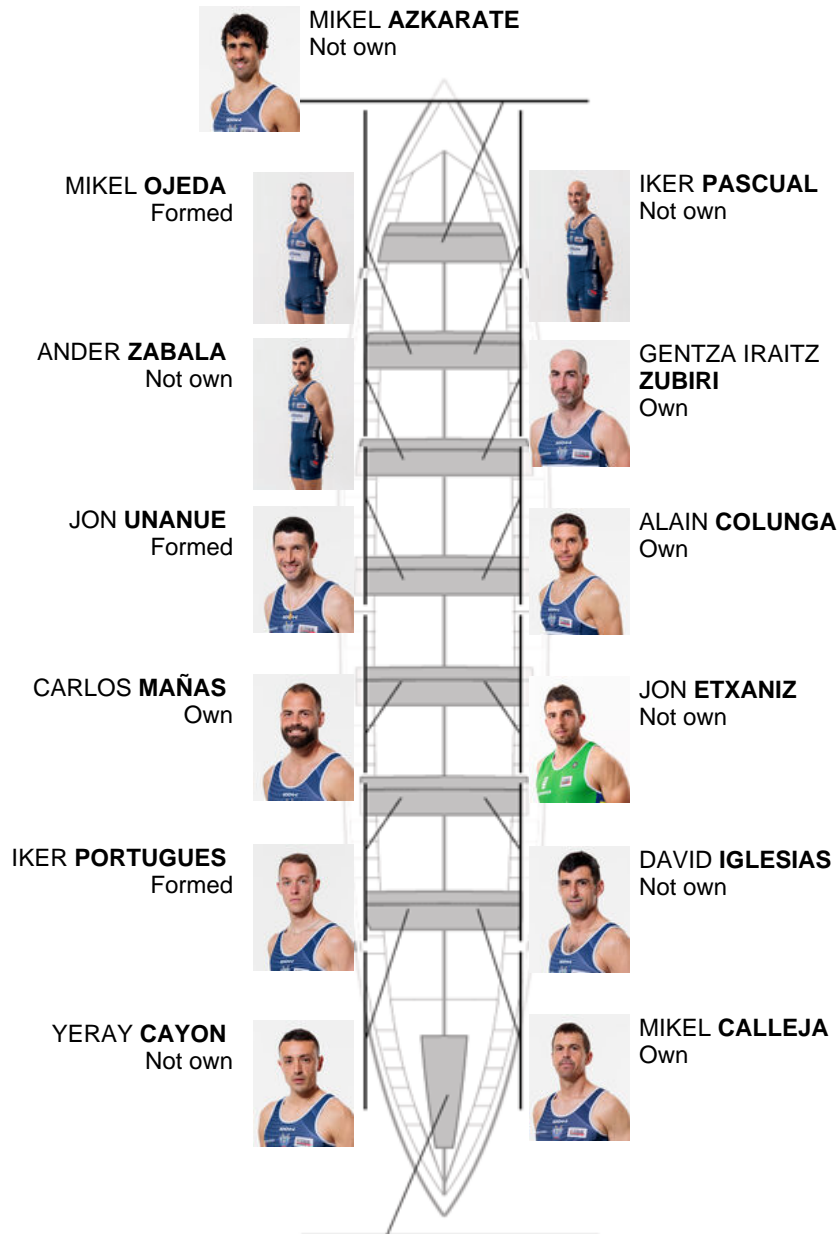 MIKEL AZKARATE
Not own
MIKEL OJEDA
Formed
IKER PASCUAL
Not own
ANDER ZABALA
Not own
GENTZA IRAITZ
ZUBIRI
Own
JON UNANUE
Formed
ALAIN COLUNGA
Own
CARLOS MAÑAS
Own
JON ETXANIZ
Not own
IKER PORTUGUES
Formed
DAVID IGLESIAS
Not own
YERAY CAYON
Not own
MIKEL CALLEJA
Own